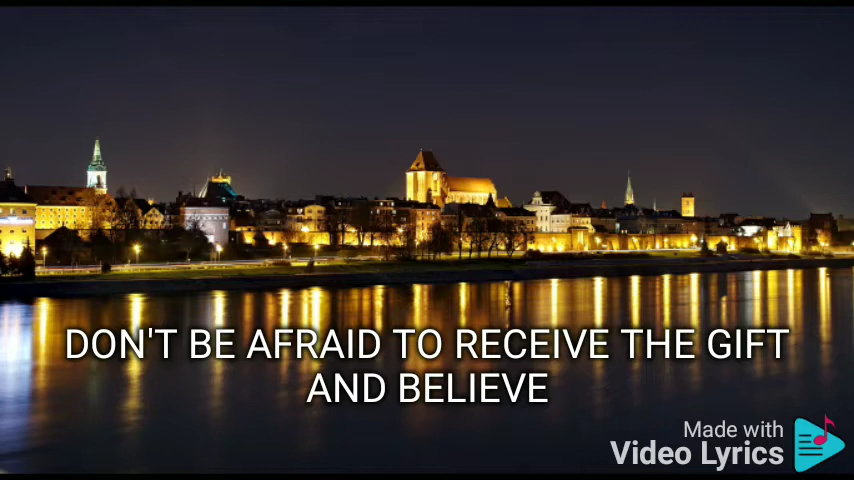 DON'T BE AFRAID TO RECEIVE THE GIFT
AND BELIEVE
Made with
Video Lyrics